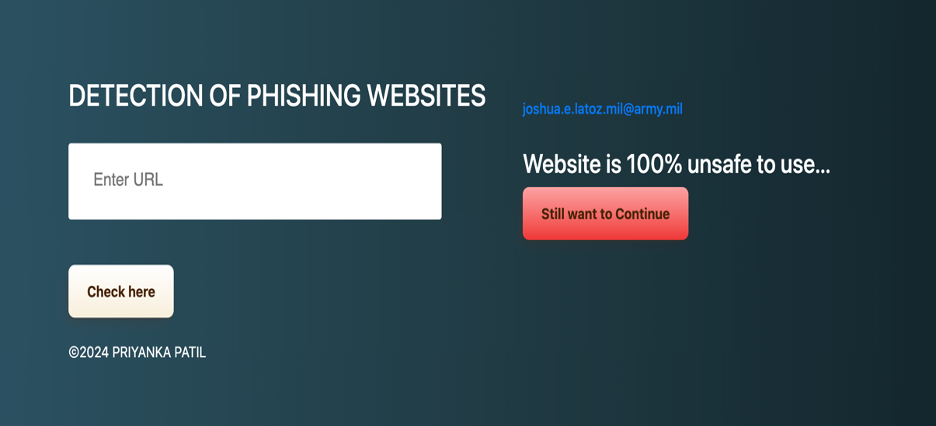 DETECTION OF PHISHING WEBSITES
Enter URL
Check here
©2024 PRIYANKA PATIL
joshua.e.latoz.mil@army.mil
Website is 100% unsafe to use...
Still want to Continue